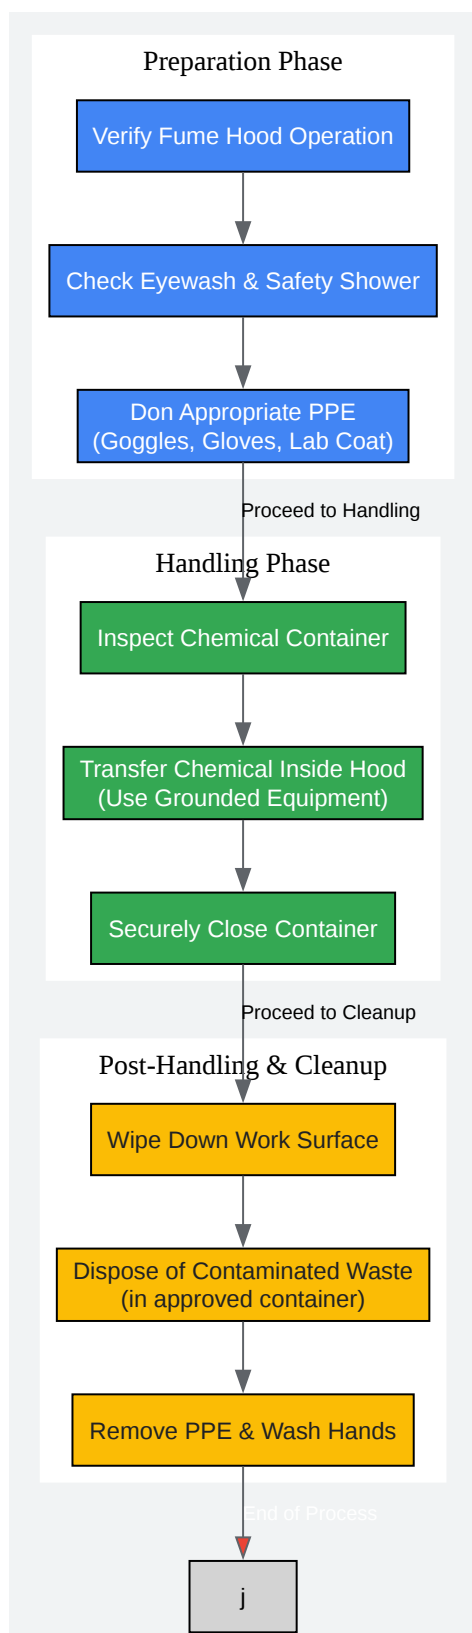 Preparation Phase
Verify Fume Hood Operation
Check Eyewash & Safety Shower
Don Appropriate PPE
(Goggles, Gloves, Lab Coat)
Proceed to Handling
Handling Phase
Inspect Chemical Container
Transfer Chemical Inside Hood
(Use Grounded Equipment)
Securely Close Container
Proceed to Cleanup
Post-Handling & Cleanup
Wipe Down Work Surface
Dispose of Contaminated Waste
(in approved container)
Remove PPE & Wash Hands
End of Process
j